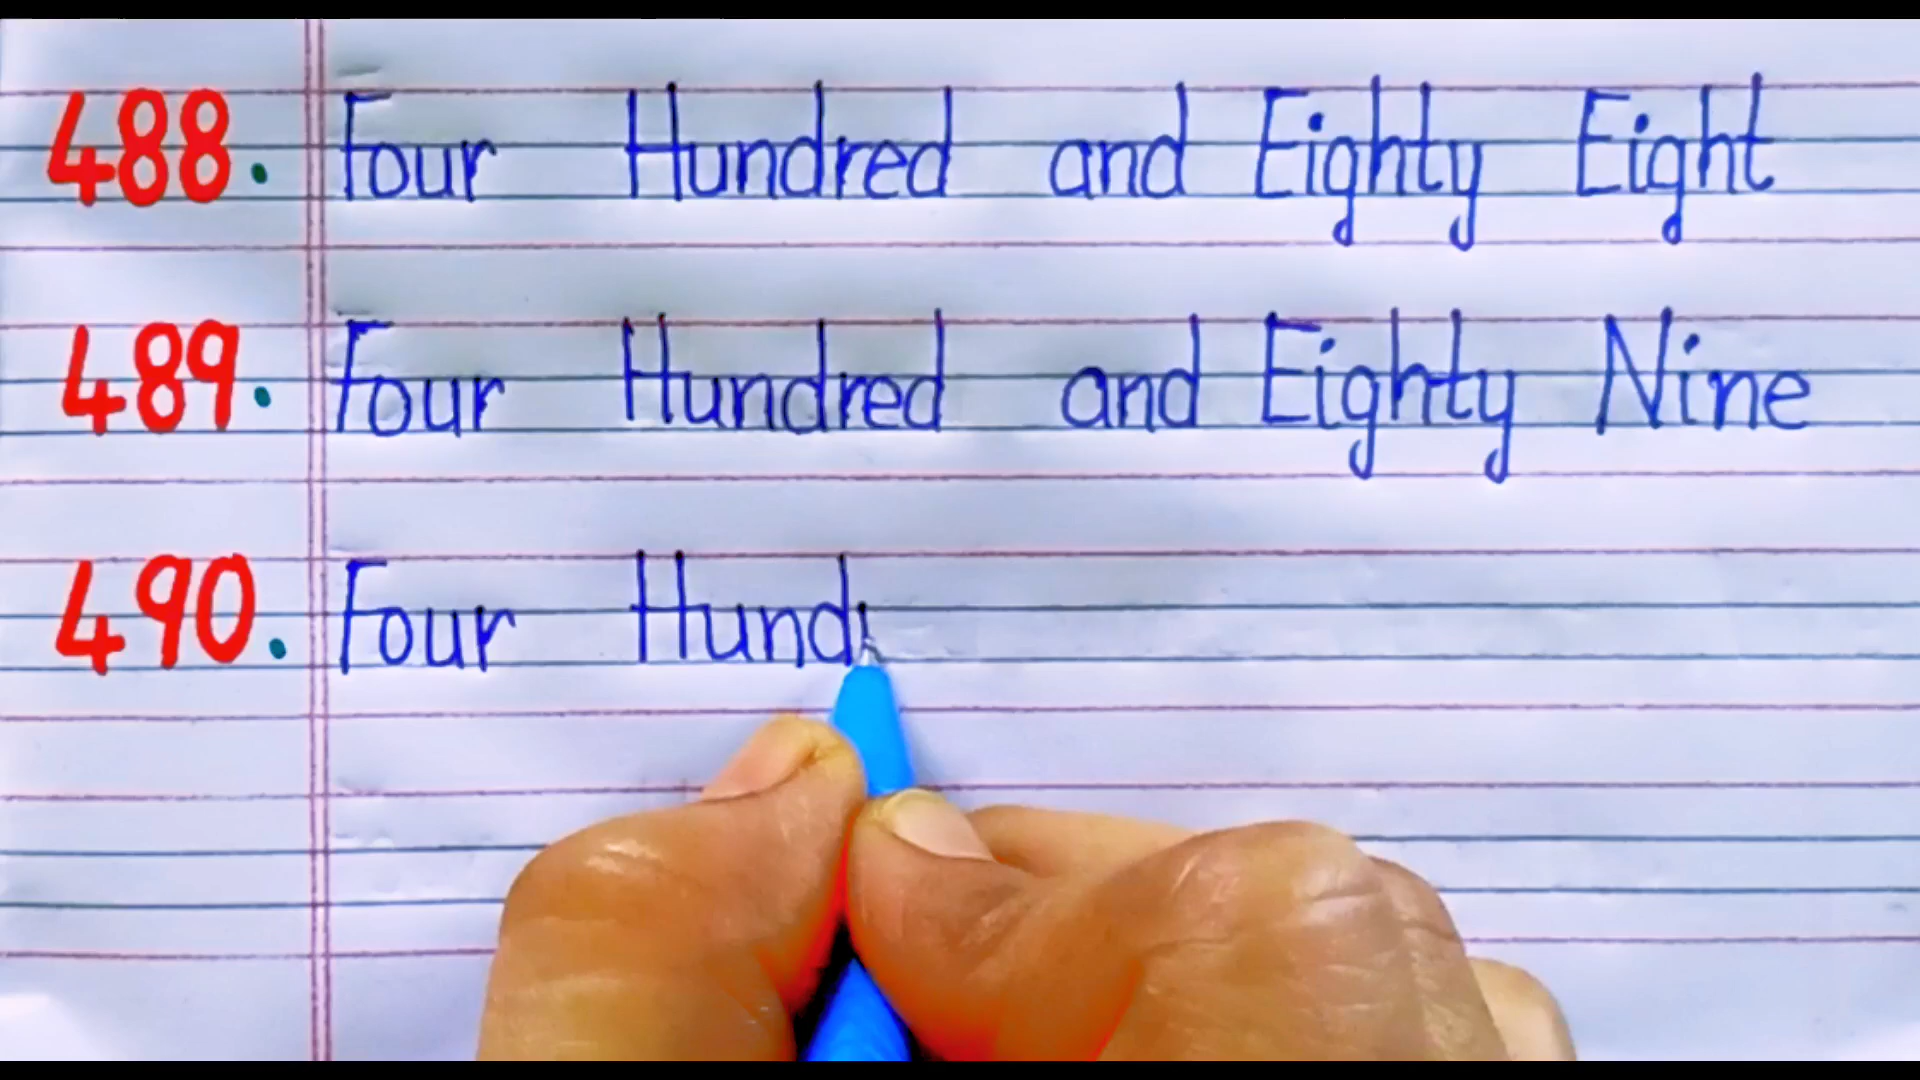 488. Four Hundred and Eighty Eight
489. Four Hundred and Eighty Nine
490. Four Hund